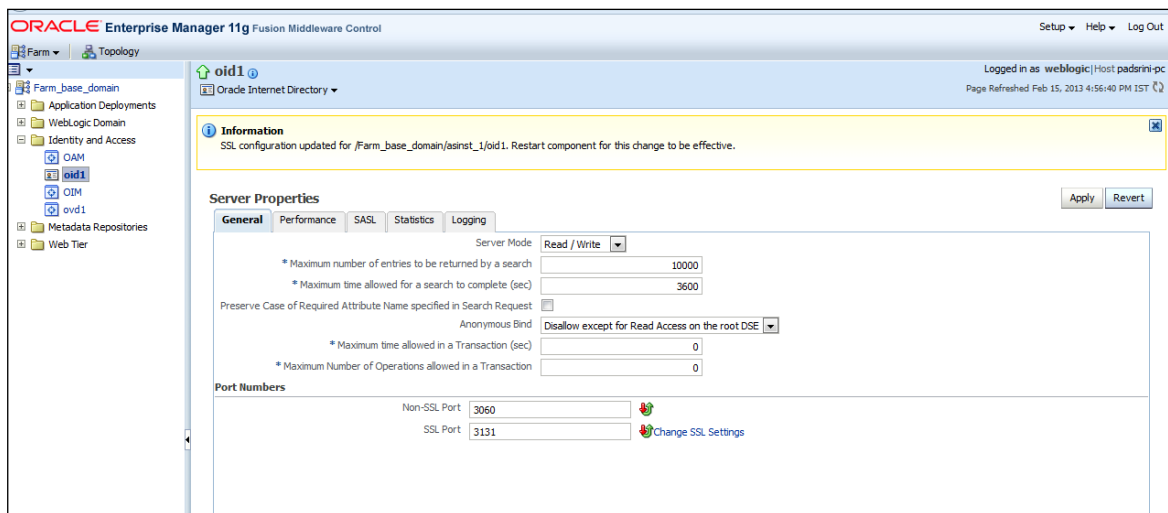 ORACLE Enterprise Manager 11g Fusion Middleware Control
Setup Help Log Out
Farm Topology
oid1
Logged in as weblogic|Host padsrini-pc
Oracle Internet Directory
Page Refreshed Feb 15, 2013 4:56:40 PM IST
Farm_base_domain
Application Deployments
WebLogic Domain
Identity and Access
OAM
oid1
OIM
ovd1
Metadata Repositories
Web Tier
Information
SSL configuration updated for /Farm_base_domain/asinst_1/oid1. Restart component for this change to be effective.
Server Properties
Apply Revert
General Performance SASL Statistics Logging
Server Mode Read / Write
* Maximum number of entries to be returned by a search 10000
* Maximum time allowed for a search to complete (sec) 3600
Preserve Case of Required Attribute Name specified in Search Request
Anonymous Bind Disallow except for Read Access on the root DSE
* Maximum time allowed in a Transaction (sec) 0
* Maximum Number of Operations allowed in a Transaction 0
Port Numbers
Non-SSL Port 3060
SSL Port 3131 Change SSL Settings